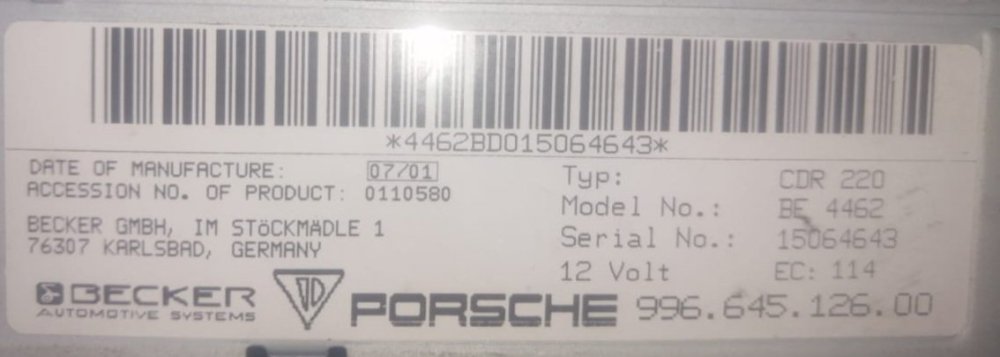 *4462BD015064643*
DATE OF MANUFACTURE: 07/01
ACCESSION NO. OF PRODUCT: 0110580
BECKER GMBH, IM STöCKMADLE 1
76307 KARLSBAD, GERMANY
BECKER
AUTOMOTIVE SYSTEMS
Typ: CDR 220
Model No.: BE 4462
Serial No.: 15064643
12 Volt EC: 114
PORSCHE 996.645.126.00